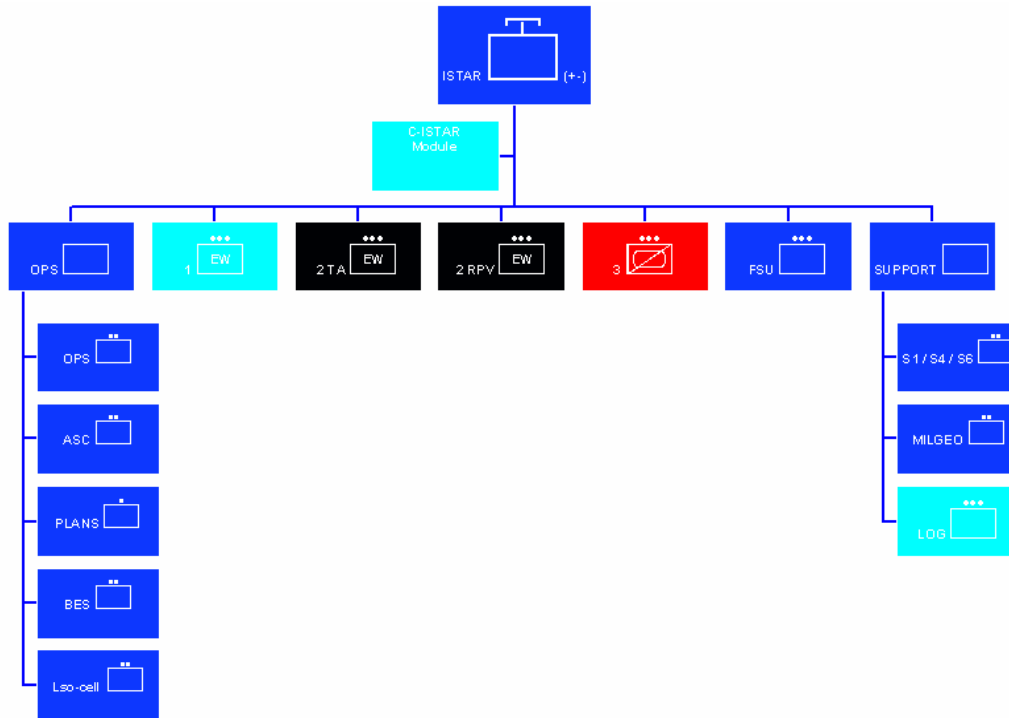 ISTAR (+-)
C-ISTAR
Module
OPS
1 EW
2 TA EW
2 RPV EW
3
FSU
SUPPORT
OPS
ASC
PLANS
BES
Lso-cell
S1 / S4 / S6
MILGEO
LOG